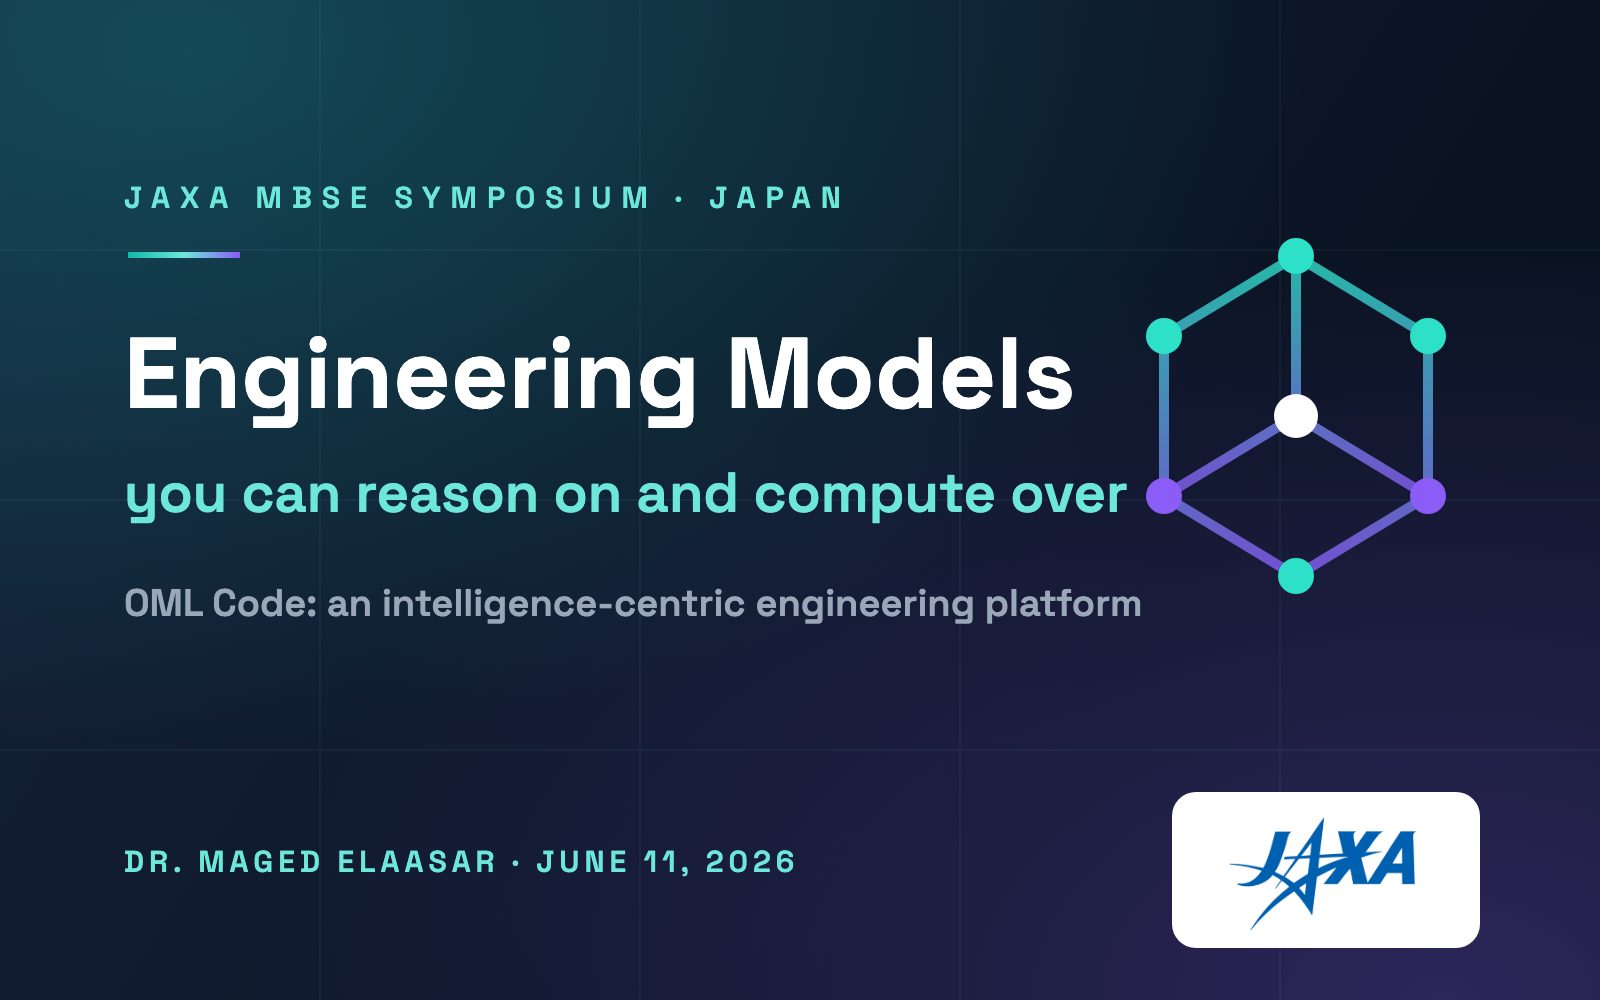 JAXA MBSE SYMPOSIUM · JAPAN
Engineering Models
you can reason on and compute over
OML Code: an intelligence-centric engineering platform
DR. MAGED ELAASAR · JUNE 11, 2026
JAXA